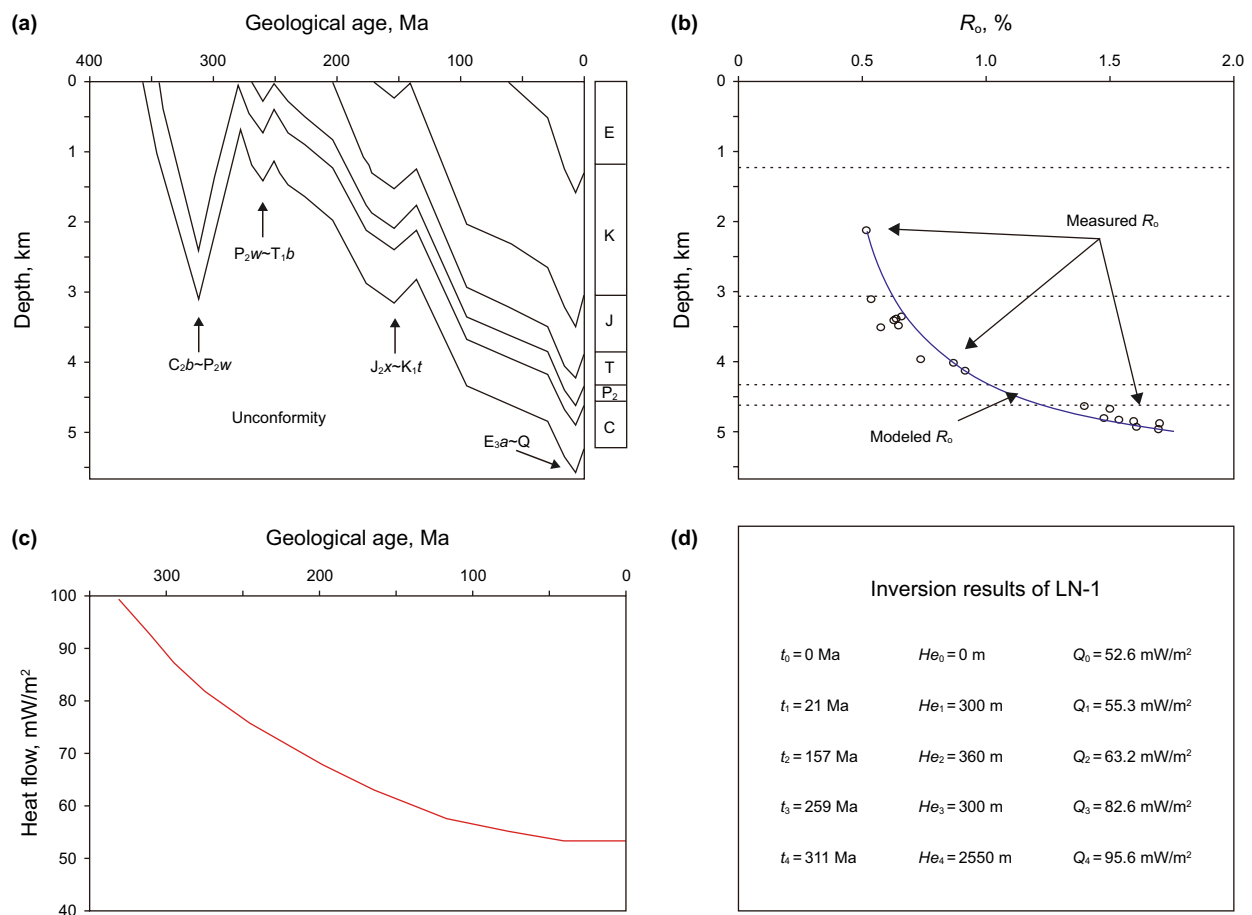 (a)
Geological age, Ma
400 300 200 100 0
Depth, km
0
1
2
3
4
5
P₂w~T₁b
C₂b~P₂w
J₂x~K₁t
Unconformity
E₃a~Q
E
K
J
T
P₂
C
(b)
Rₒ, %
0 0.5 1.0 1.5 2.0
Depth, km
0
1
2
3
4
5
Measured Rₒ
Modeled Rₒ
(c)
Geological age, Ma
300 200 100 0
Heat flow, mW/m²
100
90
80
70
60
50
40
(d)
Inversion results of LN-1
t₀ = 0 Ma He₀ = 0 m Q₀ = 52.6 mW/m²
t₁ = 21 Ma He₁ = 300 m Q₁ = 55.3 mW/m²
t₂ = 157 Ma He₂ = 360 m Q₂ = 63.2 mW/m²
t₃ = 259 Ma He₃ = 300 m Q₃ = 82.6 mW/m²
t₄ = 311 Ma He₄ = 2550 m Q₄ = 95.6 mW/m²